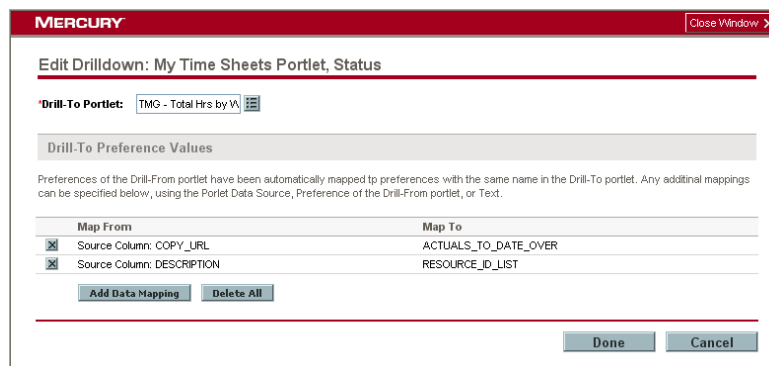 MERCURY
Close Window X
Edit Drilldown: My Time Sheets Portlet, Status
*Drill-To Portlet: TMG - Total Hrs by
Drill-To Preference Values
Preferences of the Drill-From portlet have been automatically mapped tp preferences with the same name in the Drill-To portlet. Any additinal mappings
can be specified below, using the Porlet Data Source, Preference of the Drill-From portlet, or Text.
Map From Map To
Source Column: COPY_URL ACTUALS_TO_DATE_OVER
Source Column: DESCRIPTION RESOURCE_ID_LIST
Add Data Mapping Delete All
Done Cancel